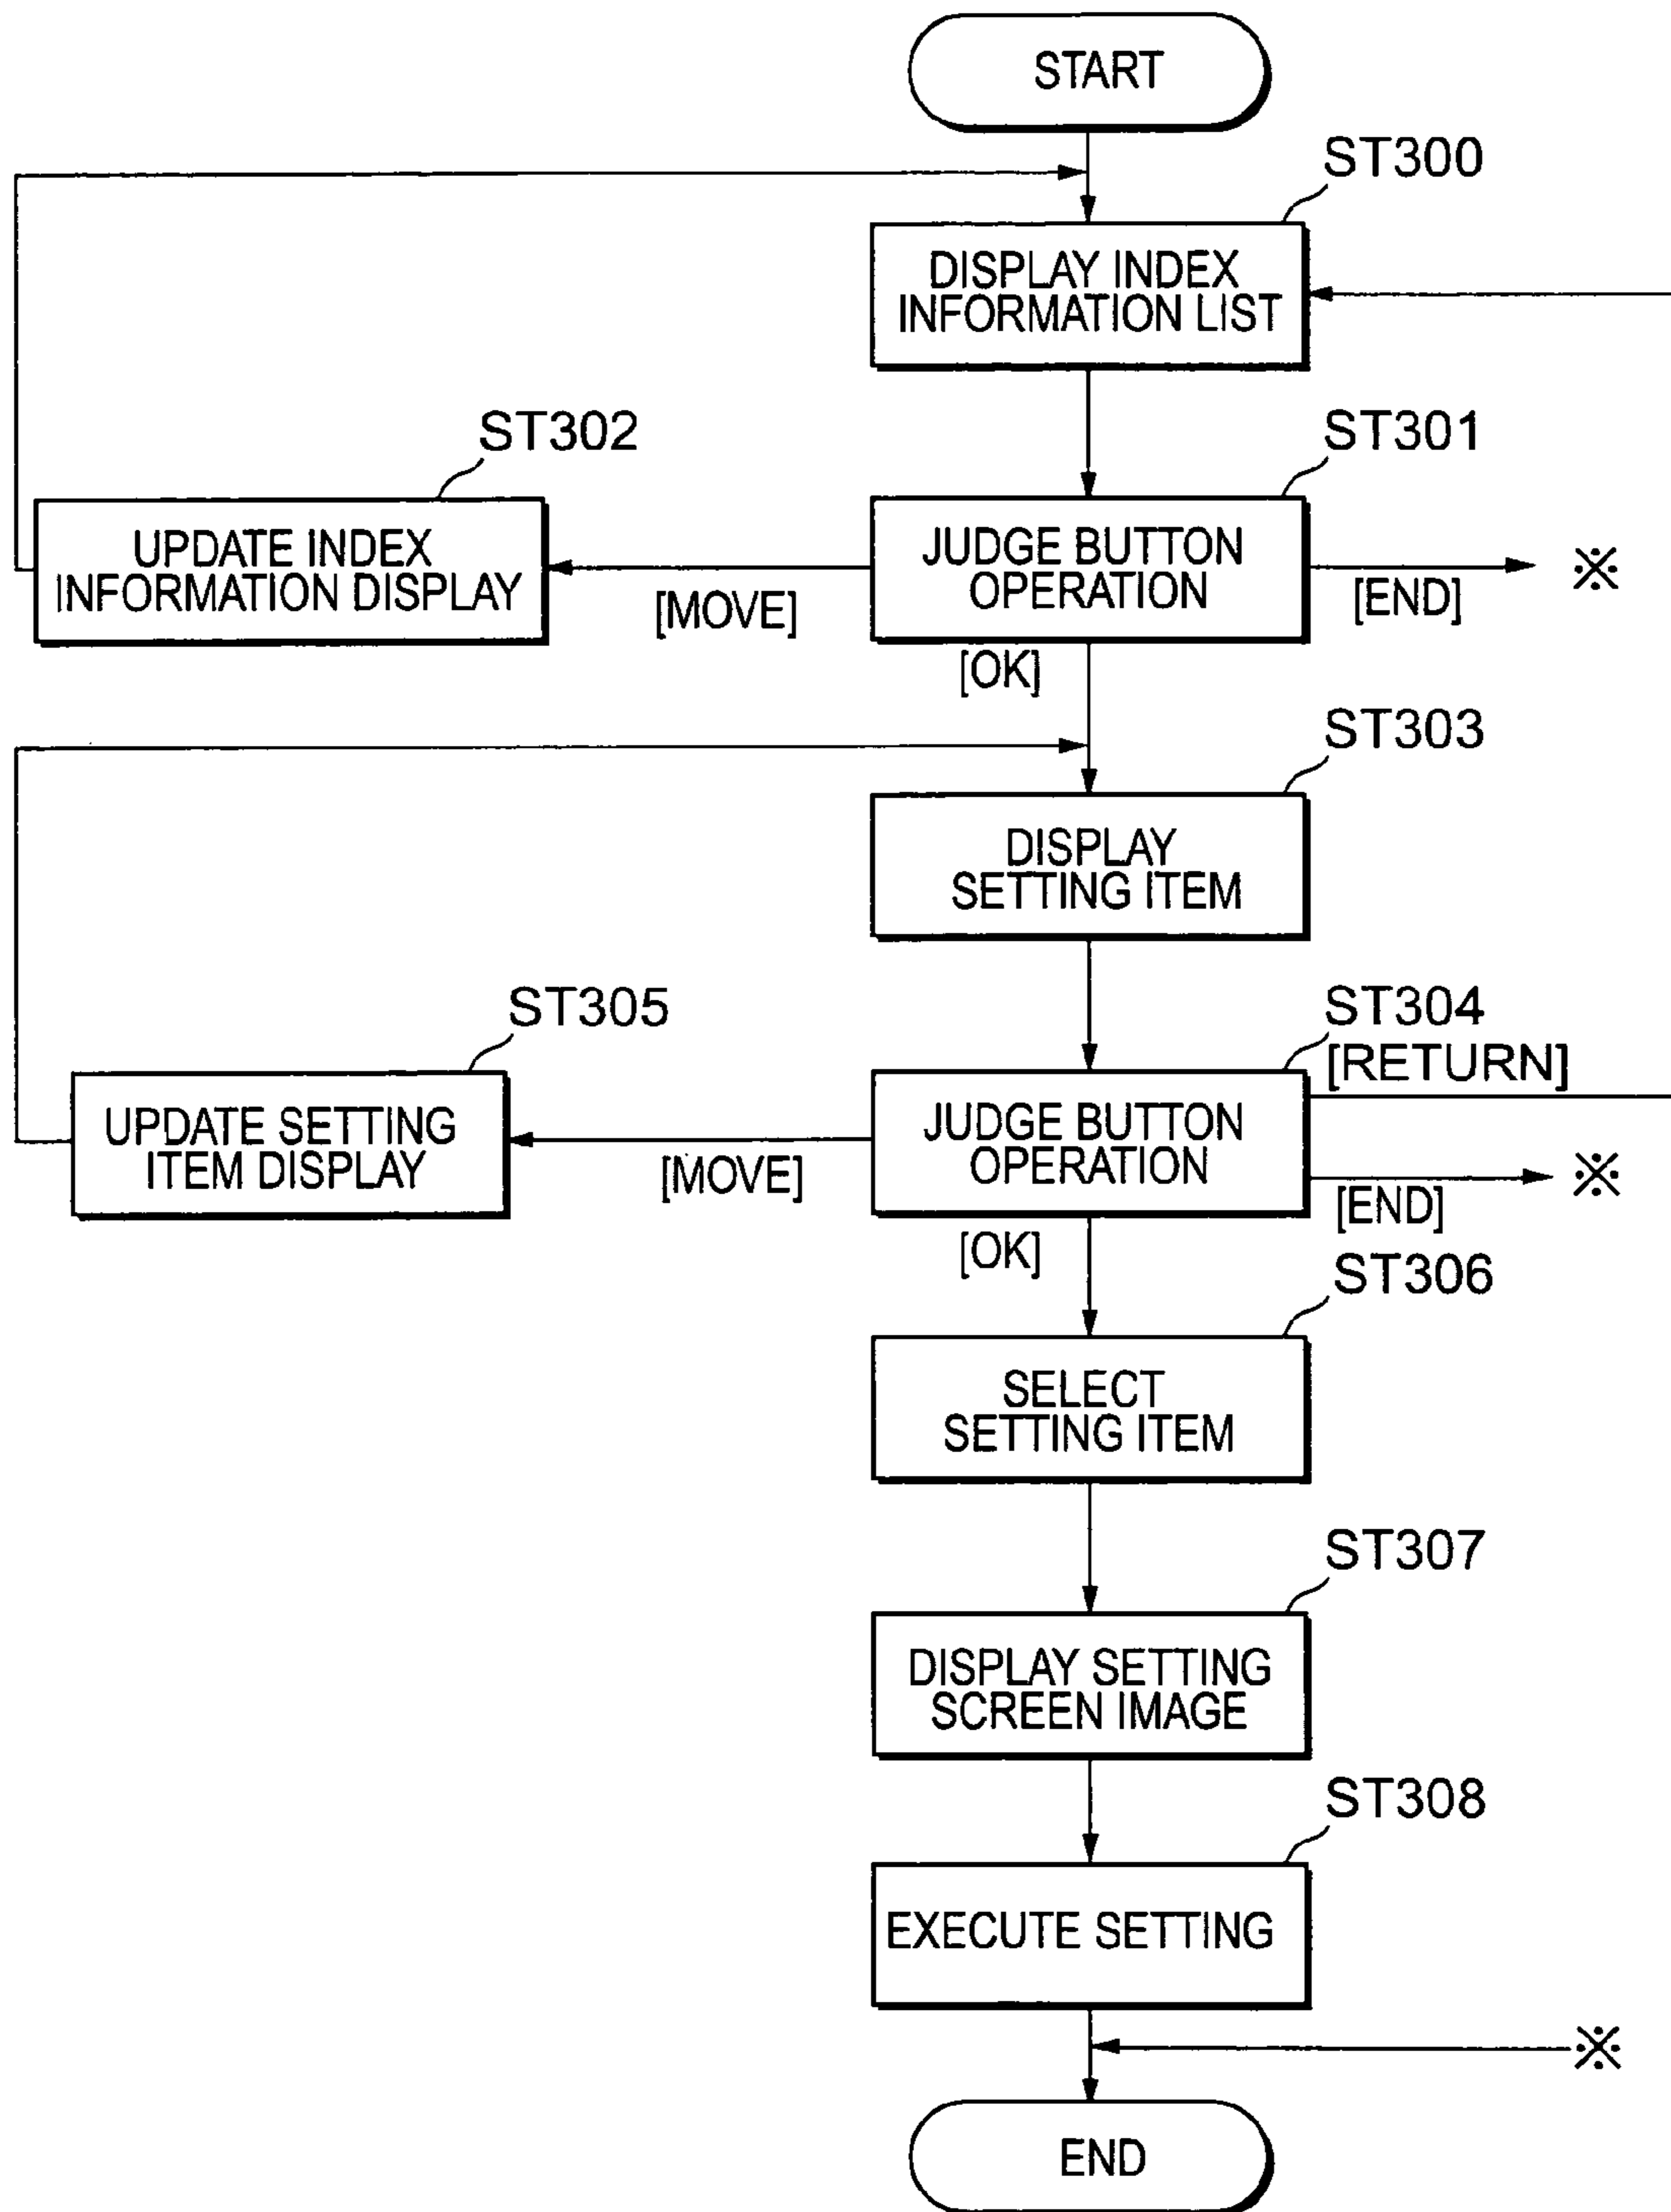 START
ST300
DISPLAY INDEX
INFORMATION LIST
ST302
ST301
UPDATE INDEX
INFORMATION DISPLAY
[MOVE]
JUDGE BUTTON
OPERATION
[END]
※
[OK]
ST303
DISPLAY
SETTING ITEM
ST305
ST304
[RETURN]
UPDATE SETTING
ITEM DISPLAY
[MOVE]
JUDGE BUTTON
OPERATION
[END]
※
[OK]
ST306
SELECT
SETTING ITEM
ST307
DISPLAY SETTING
SCREEN IMAGE
ST308
EXECUTE SETTING
※
END